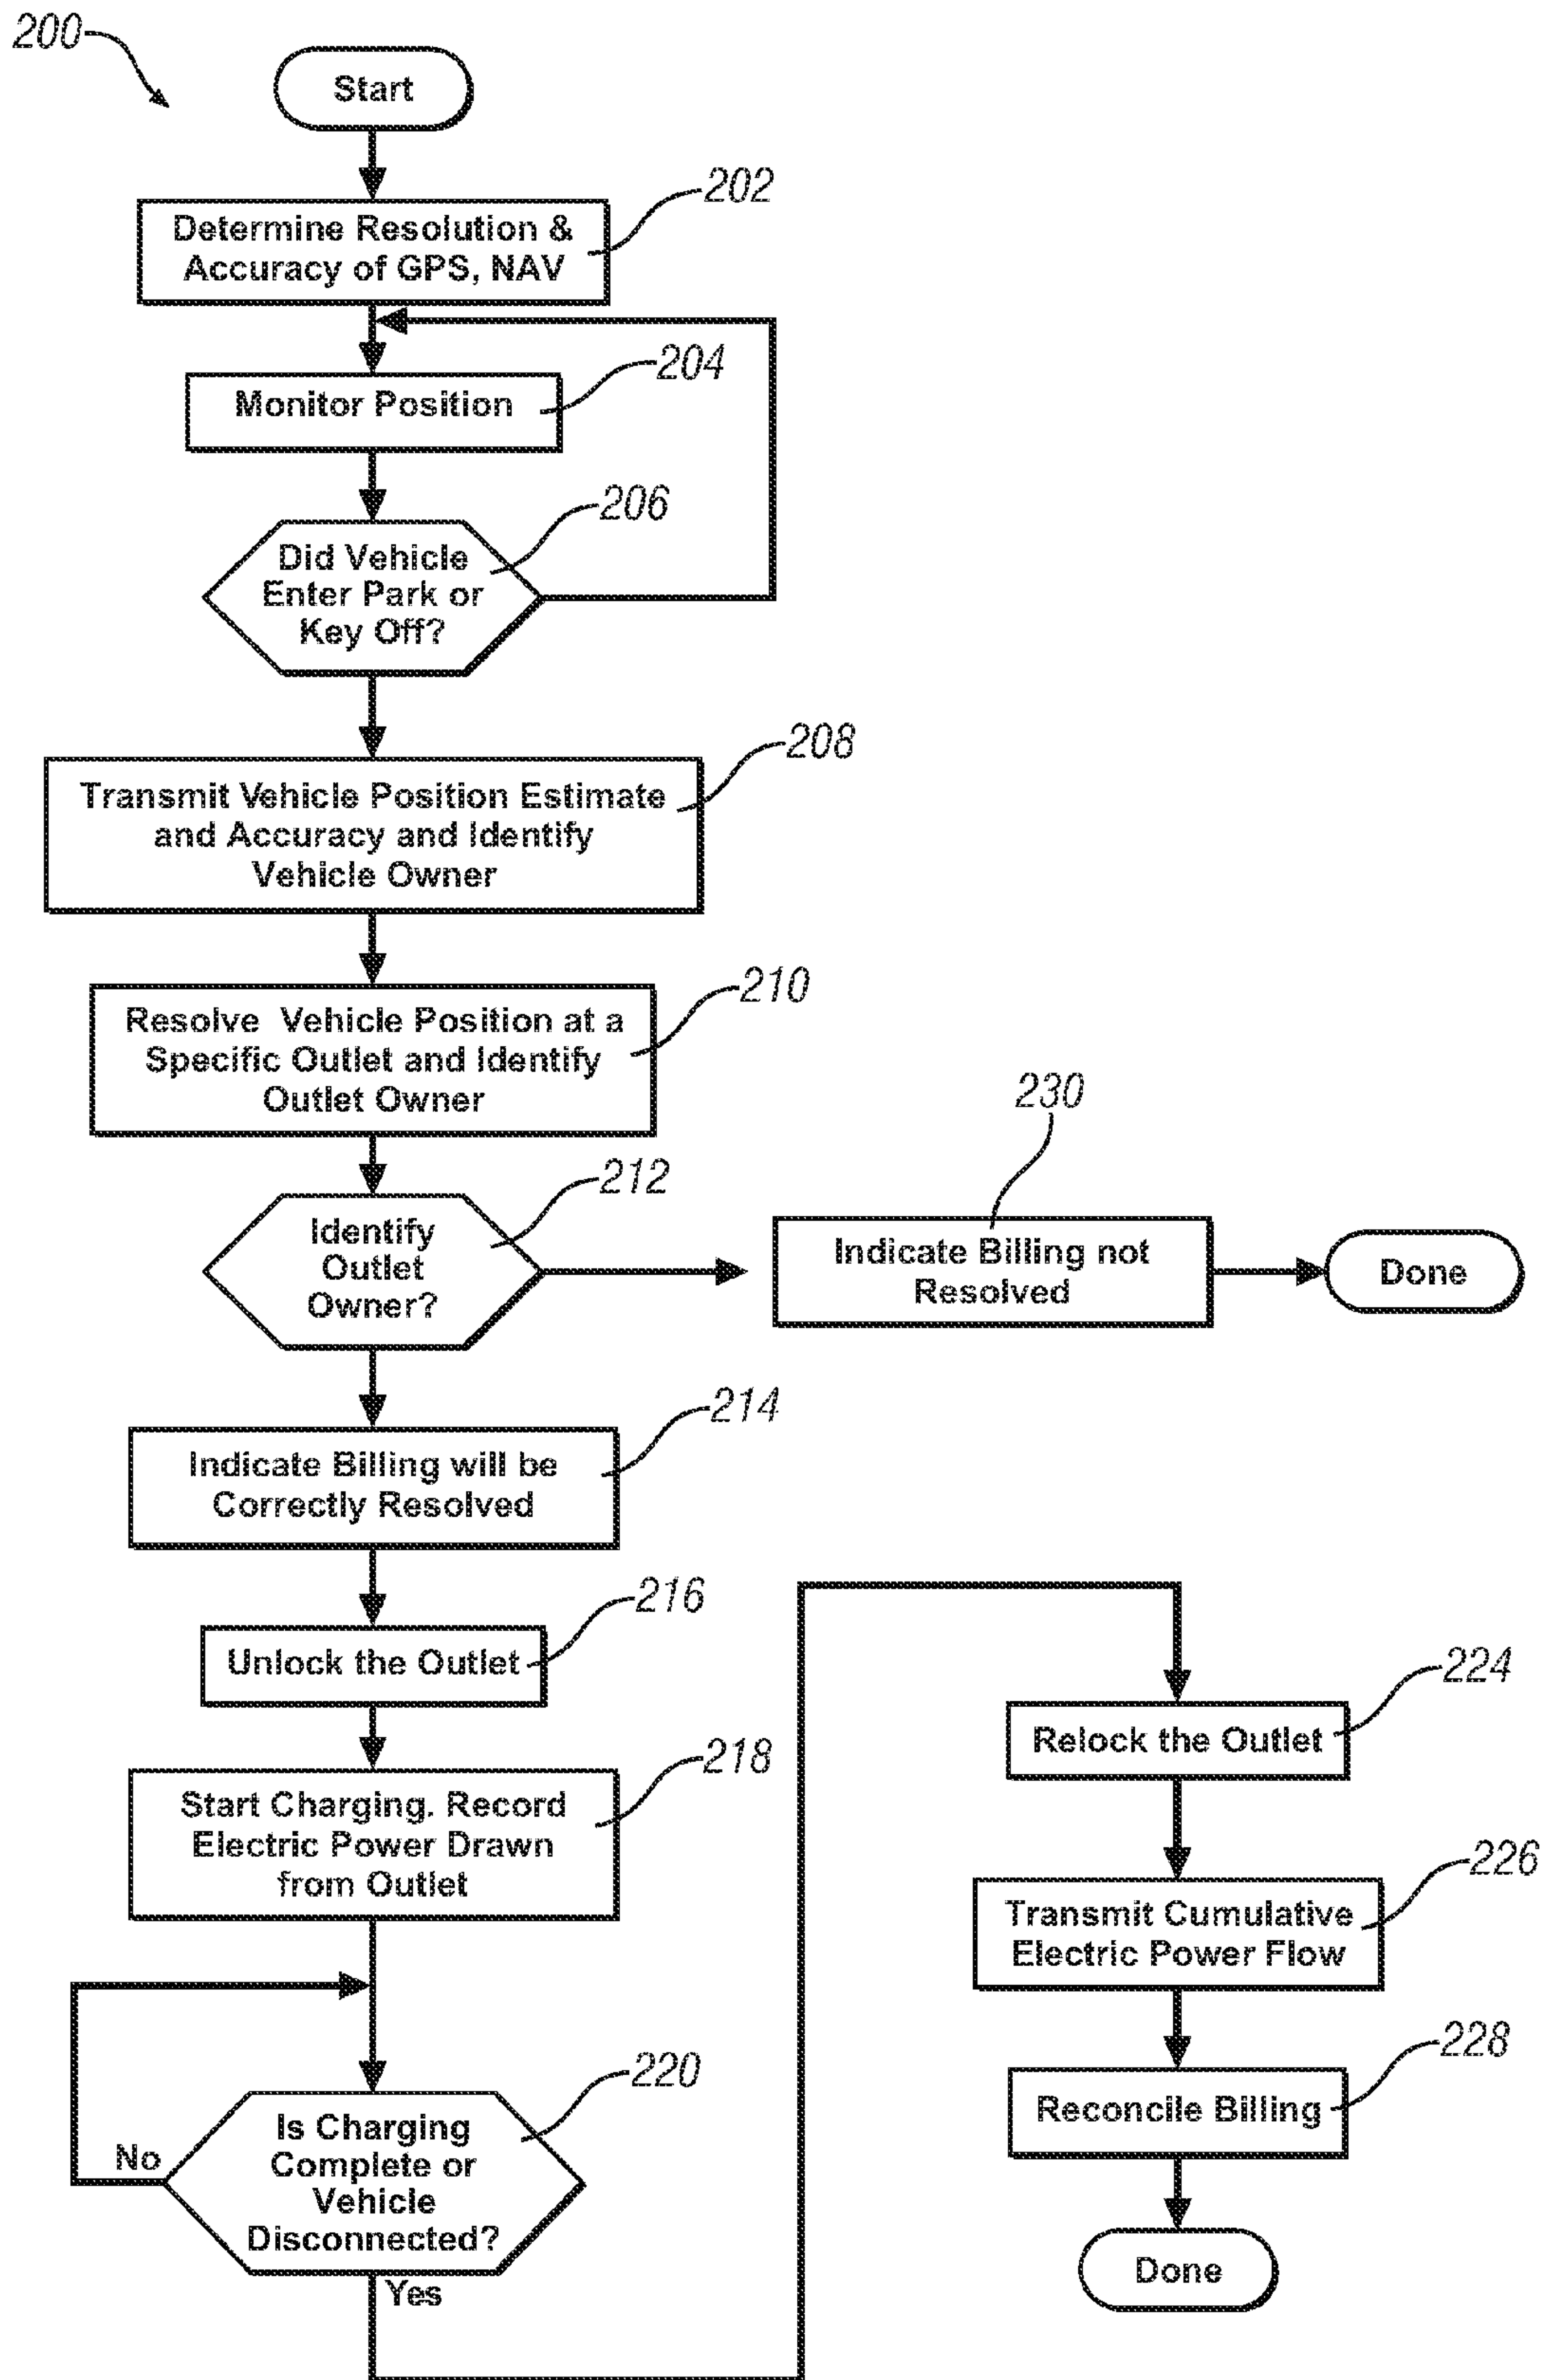 200
Start
202
Determine Resolution &
Accuracy of GPS, NAV
204
Monitor Position
206
Did Vehicle
Enter Park or
Key Off?
208
Transmit Vehicle Position Estimate
and Accuracy and Identify
Vehicle Owner
210
Resolve Vehicle Position at a
Specific Outlet and Identify
Outlet Owner
212
Identify
Outlet
Owner?
230
Indicate Billing not
Resolved
Done
214
Indicate Billing will be
Correctly Resolved
216
Unlock the Outlet
218
Start Charging. Record
Electric Power Drawn
from Outlet
220
Is Charging
Complete or
Vehicle
Disconnected?
No
Yes
224
Relock the Outlet
226
Transmit Cumulative
Electric Power Flow
228
Reconcile Billing
Done